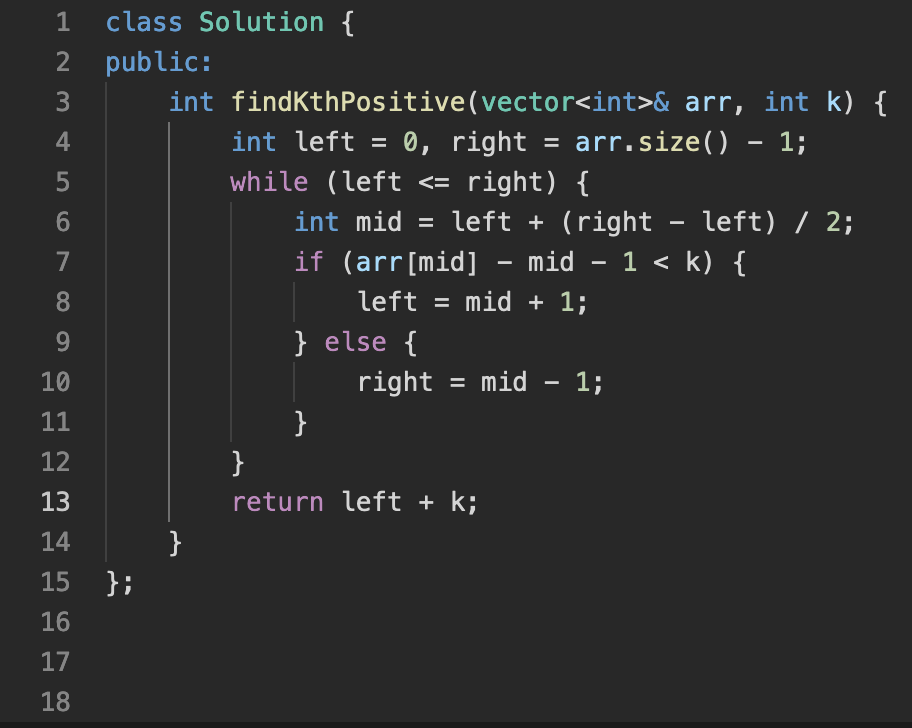 1 class Solution {
2 public:
3     int findKthPositive(vector<int>& arr, int k) {
4         int left = 0, right = arr.size() - 1;
5         while (left <= right) {
6             int mid = left + (right - left) / 2;
7             if (arr[mid] - mid - 1 < k) {
8                 left = mid + 1;
9             } else {
10                 right = mid - 1;
11             }
12         }
13         return left + k;
14     }
15 };
16
17
18